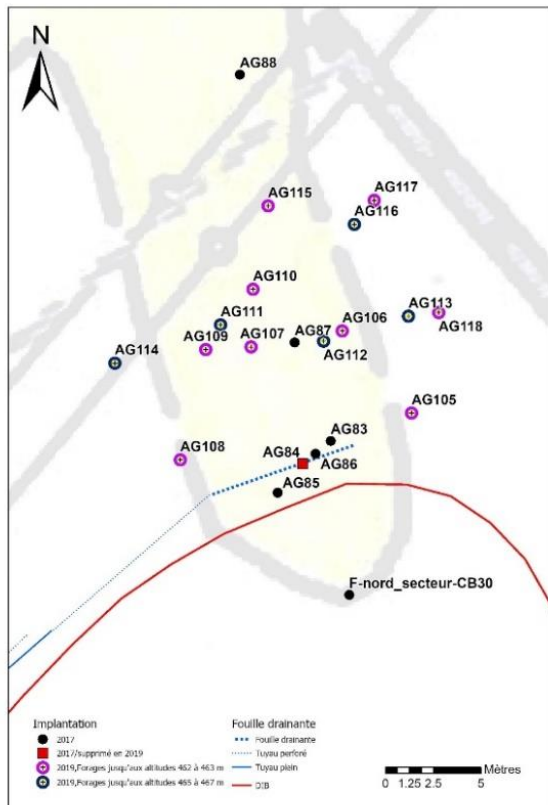 N
AG88
AG117
AG115
AG116
AG110
AG113
AG111
AG87
AG106
AG118
AG109
AG107
AG112
AG114
AG105
AG83
AG84
AG108
AG86
AG85
F-nord_secteur-CB30
Implantation
2017
2017/supprimé en 2019
2019,Forages jusqu'aux altitudes 462 à 463 m
2019,Forages jusqu'aux altitudes 465 à 467 m
Fouille drainante
Fouille drainante
Tuyau perforé
Tuyau plein
DIB
Mètres
0 1.25 2.5 5